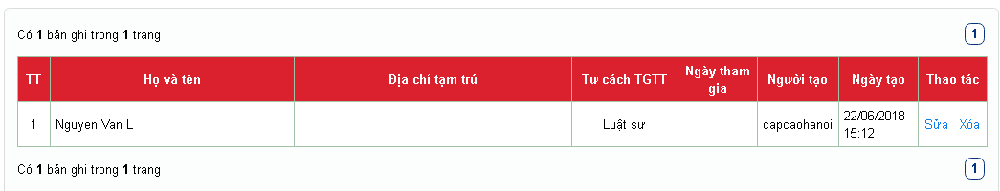 Có 1 bản ghi trong 1 trang 1
TT Họ và tên Địa chỉ tạm trú Tư cách TGTT Ngày tham gia Người tạo Ngày tạo Thao tác
1 Nguyen Van L Luật sư capcaohanoi 22/06/2018 15:12 Sửa Xóa
Có 1 bản ghi trong 1 trang 1